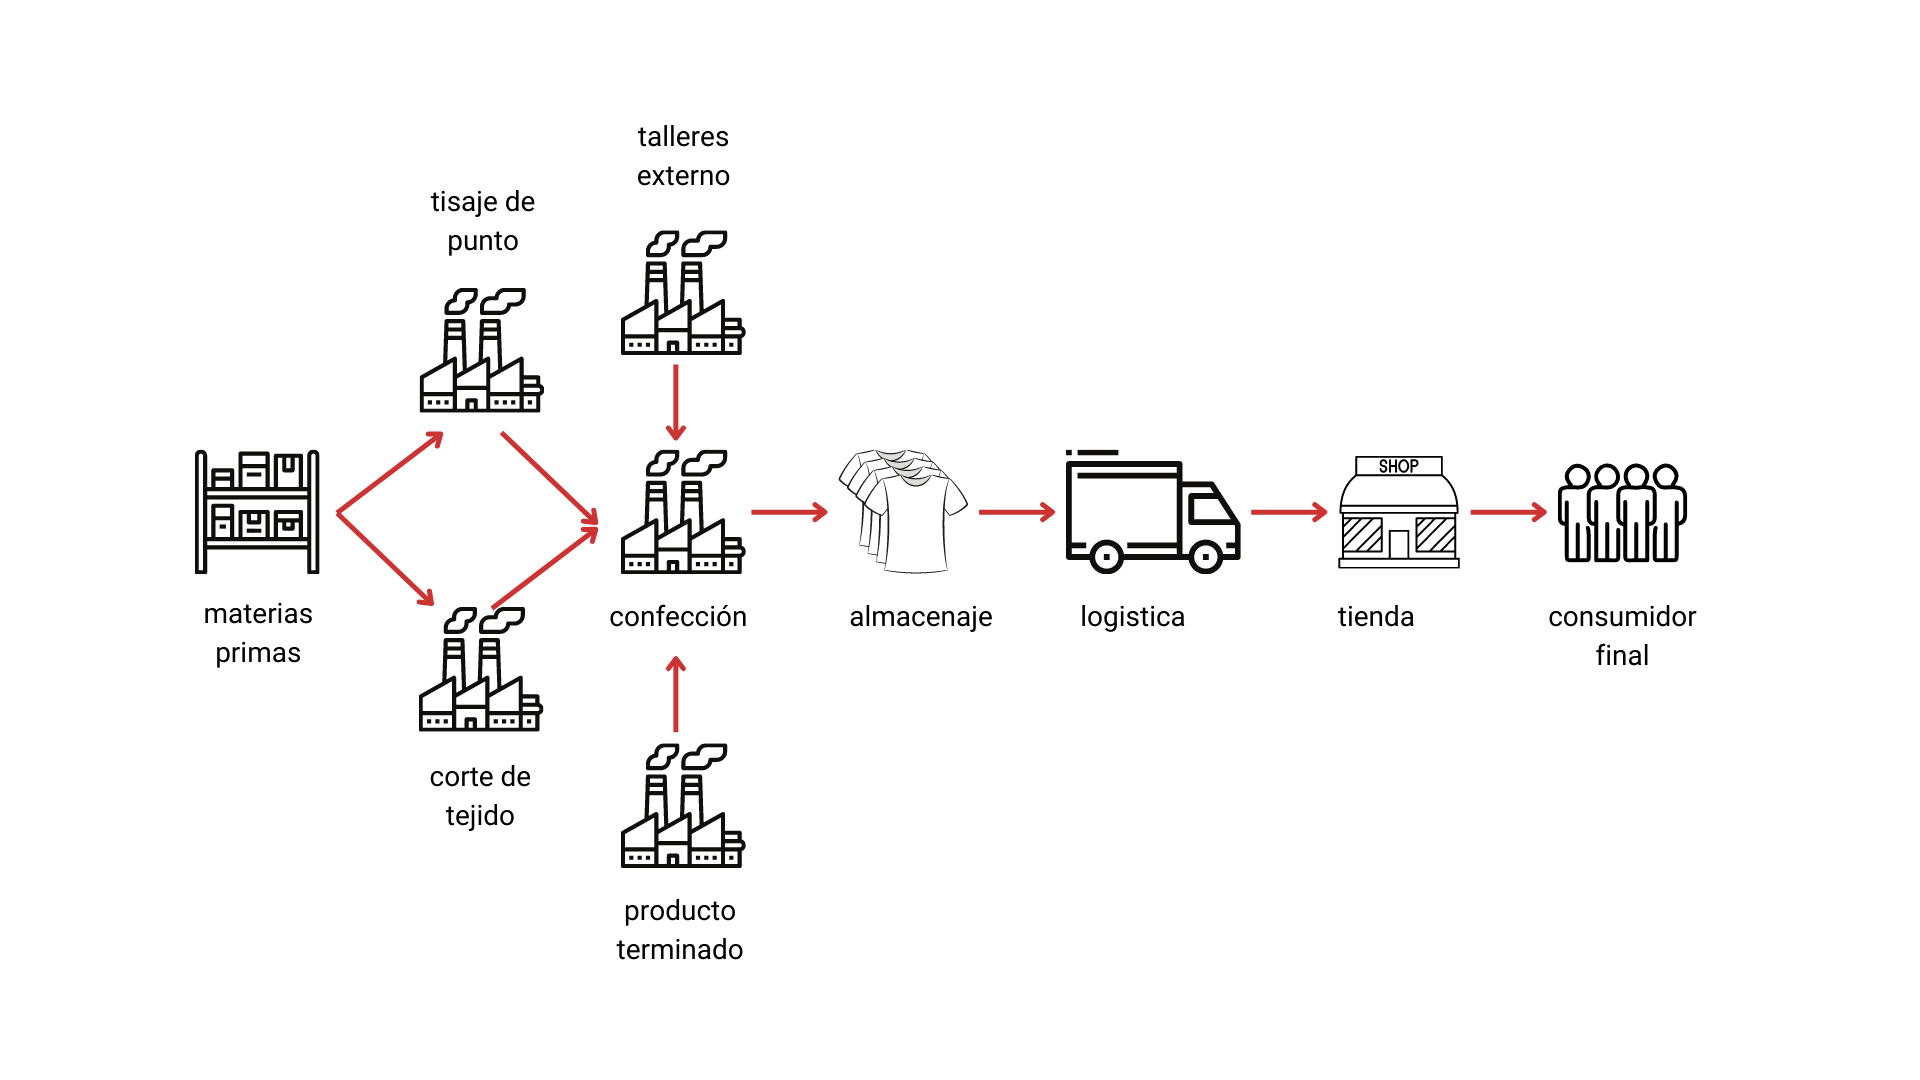 talleres
externo
tisaje de
punto
SHOP
materias
primas
confección
almacenaje
logistica
tienda
consumidor
final
corte de
tejido
producto
terminado